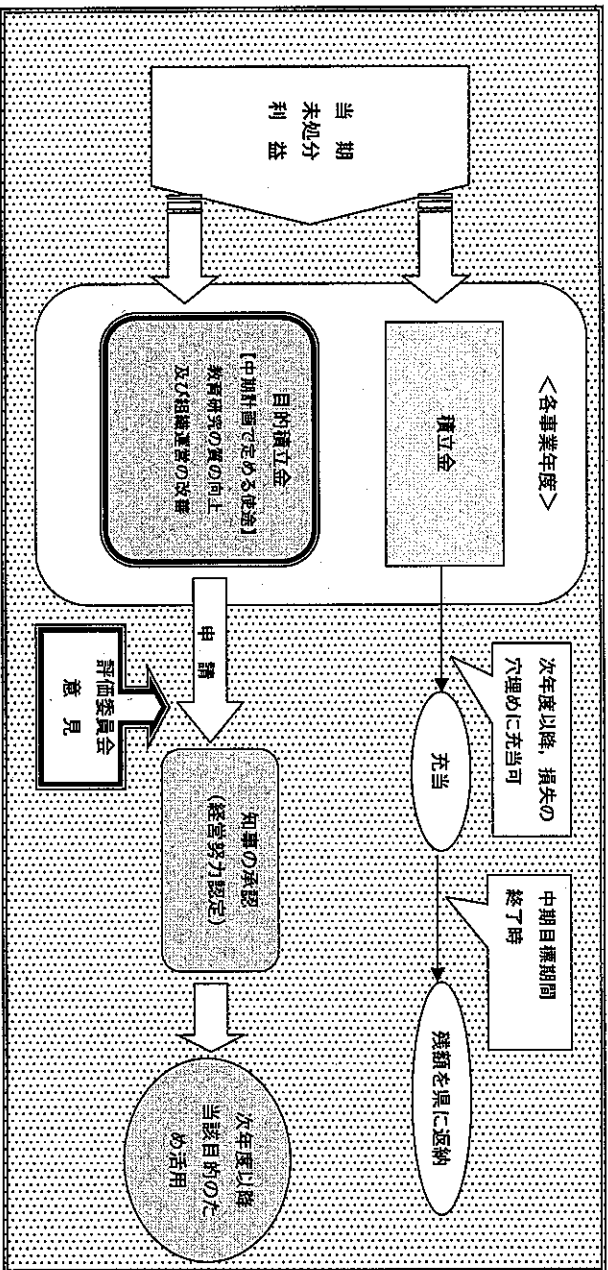 当　期
未処分
利　益
＜各事業年度＞
積立金
次年度以降，損失の
穴埋めに充当可
充当
中期目標期間
終了時
残額を県に返納
目的積立金
【中期計画で定める使途】
教育研究の質の向上
及び組織運営の改善
申　請
評価委員会
意　見
知事の承認
（経営努力認定）
次年度以降
当該目的のた
め活用